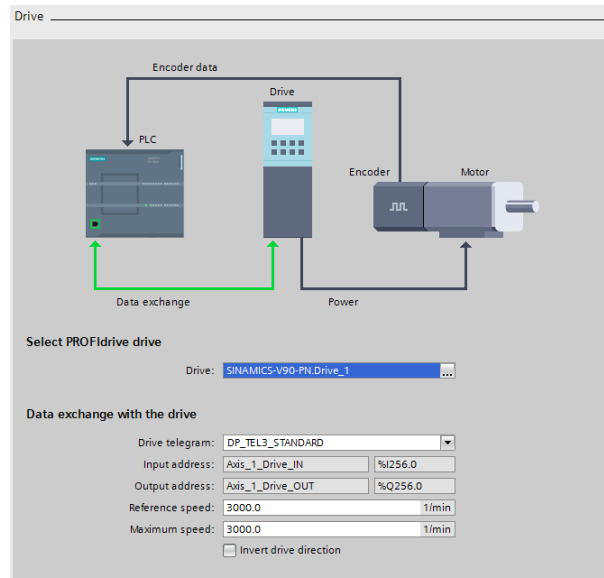 Drive
Encoder data
Drive
SIEMENS
PLC
SIEMENS
Encoder
Motor
Data exchange
Power
Select PROFIdrive drive
Drive: SINAMICS-V90-PN.Drive_1 ...
Data exchange with the drive
Drive telegram: DP_TEL3_STANDARD
Input address: Axis_1_Drive_IN %I256.0
Output address: Axis_1_Drive_OUT %Q256.0
Reference speed: 3000.0 1/min
Maximum speed: 3000.0 1/min
Invert drive direction